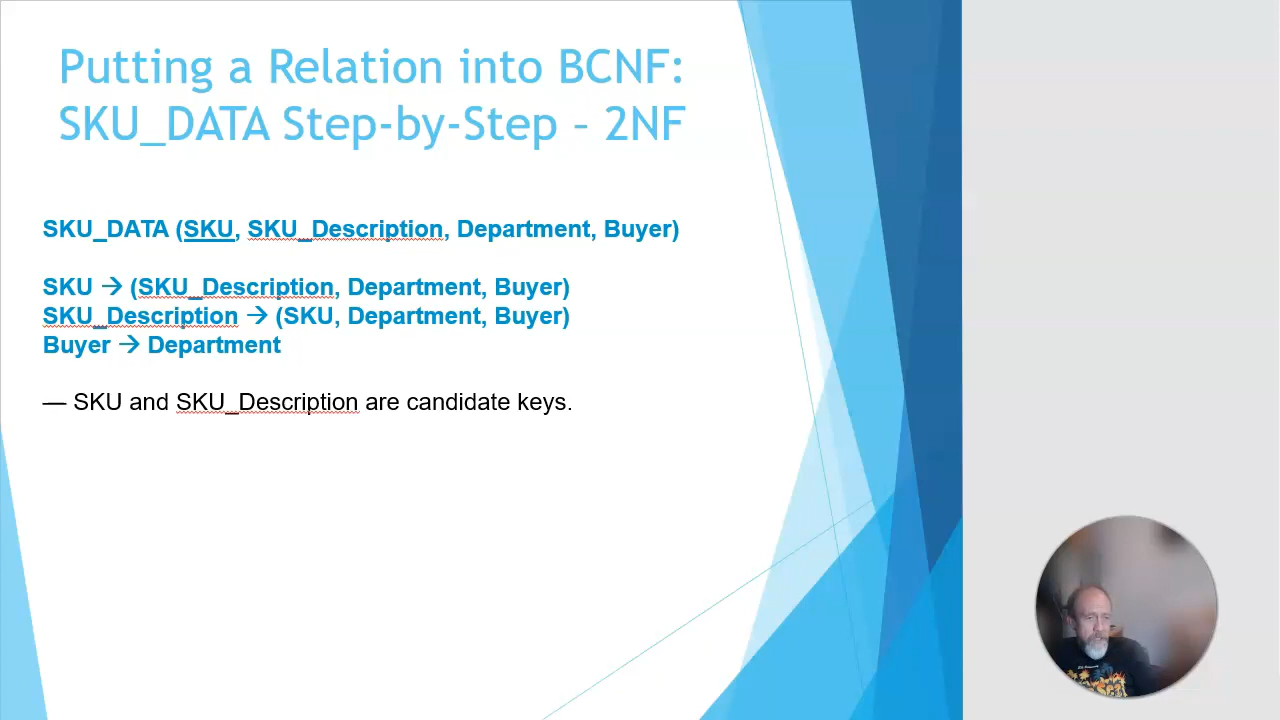 Putting a Relation into BCNF:
SKU_DATA Step-by-Step – 2NF
SKU_DATA (SKU, SKU_Description, Department, Buyer)
SKU → (SKU_Description, Department, Buyer)
SKU_Description → (SKU, Department, Buyer)
Buyer → Department
— SKU and SKU_Description are candidate keys.